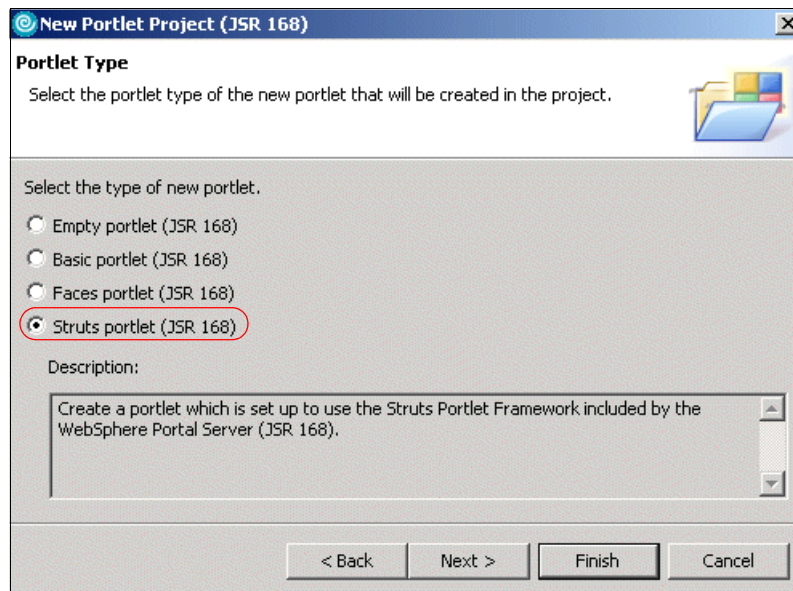 New Portlet Project (JSR 168)
Portlet Type
Select the portlet type of the new portlet that will be created in the project.
Select the type of new portlet.
Empty portlet (JSR 168)
Basic portlet (JSR 168)
Faces portlet (JSR 168)
Struts portlet (JSR 168)
Description:
Create a portlet which is set up to use the Struts Portlet Framework included by the
WebSphere Portal Server (JSR 168).
< Back Next > Finish Cancel